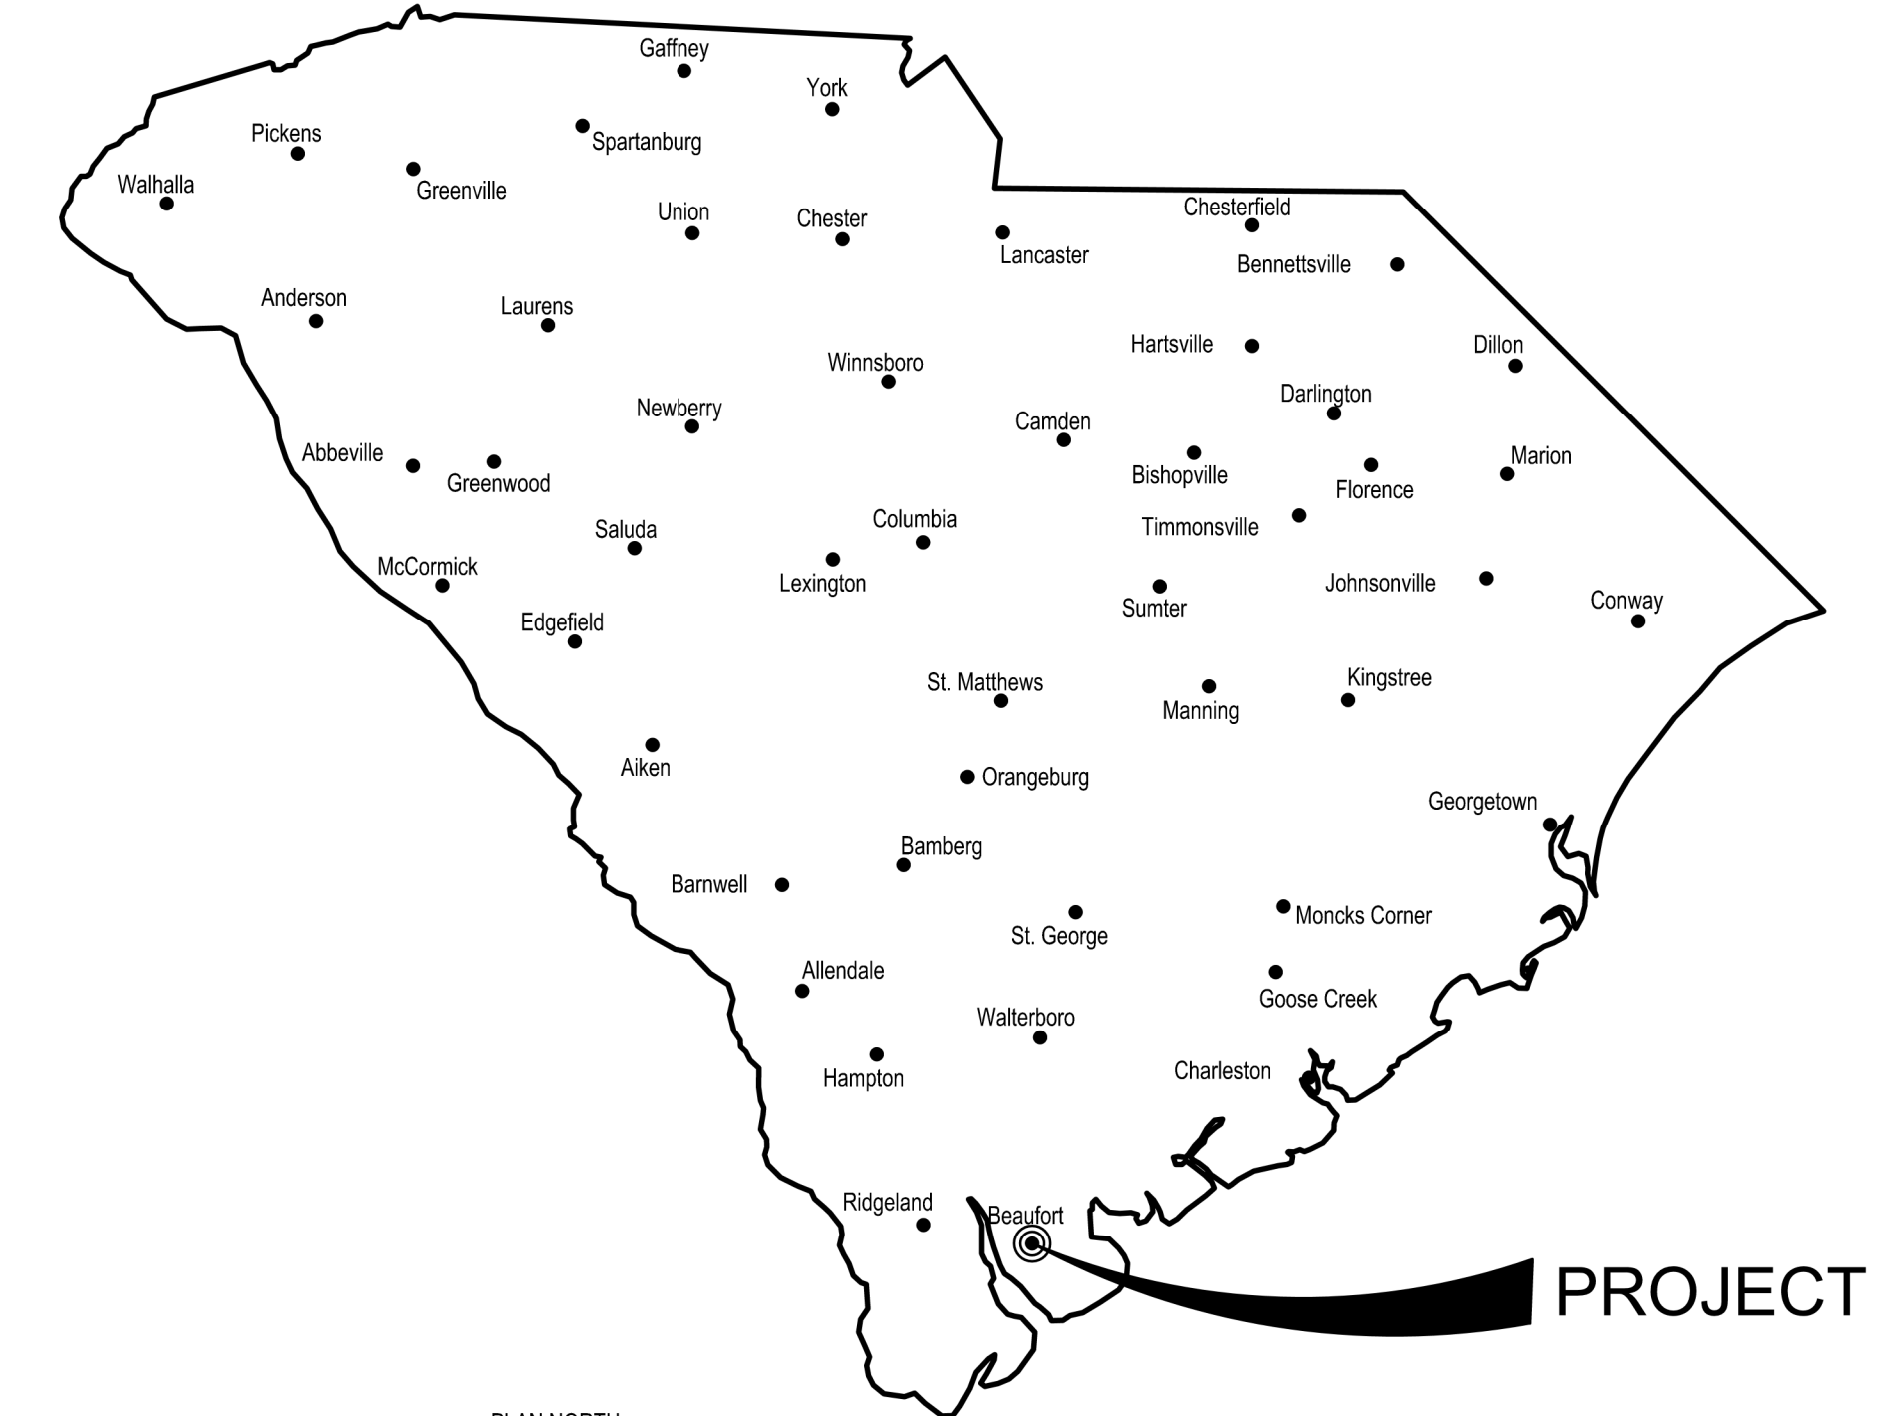 Gaffney
York
Pickens
Spartanburg
Walhalla
Greenville
Union
Chester
Chesterfield
Lancaster
Bennettsville
Anderson
Laurens
Hartsville
Dillon
Winnsboro
Darlington
Newberry
Camden
Abbeville
Marion
Greenwood
Bishopville
Florence
Columbia
Timmonsville
Saluda
McCormick
Lexington
Johnsonville
Conway
Sumter
Edgefield
St. Matthews
Kingstree
Manning
Aiken
Orangeburg
Georgetown
Bamberg
Barnwell
Moncks Corner
St. George
Allendale
Goose Creek
Walterboro
Charleston
Hampton
Ridgeland
Beaufort
PROJECT
PLAN NORTH